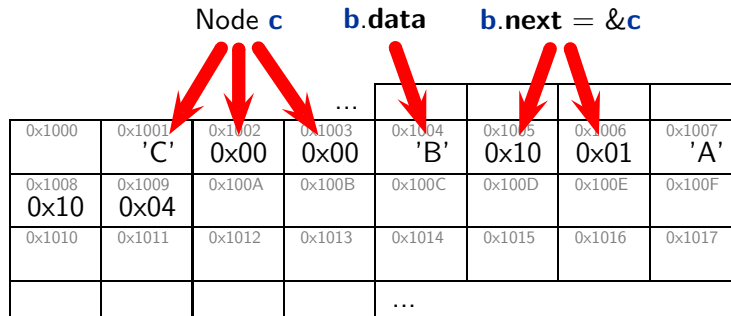 Node c b.data b.next = &c
...
0x1000 0x1001 0x1002 0x1003 0x1004 0x1005 0x1006 0x1007
'C' 0x00 0x00 'B' 0x10 0x01 'A'
0x1008 0x1009 0x100A 0x100B 0x100C 0x100D 0x100E 0x100F
0x10 0x04
0x1010 0x1011 0x1012 0x1013 0x1014 0x1015 0x1016 0x1017
...